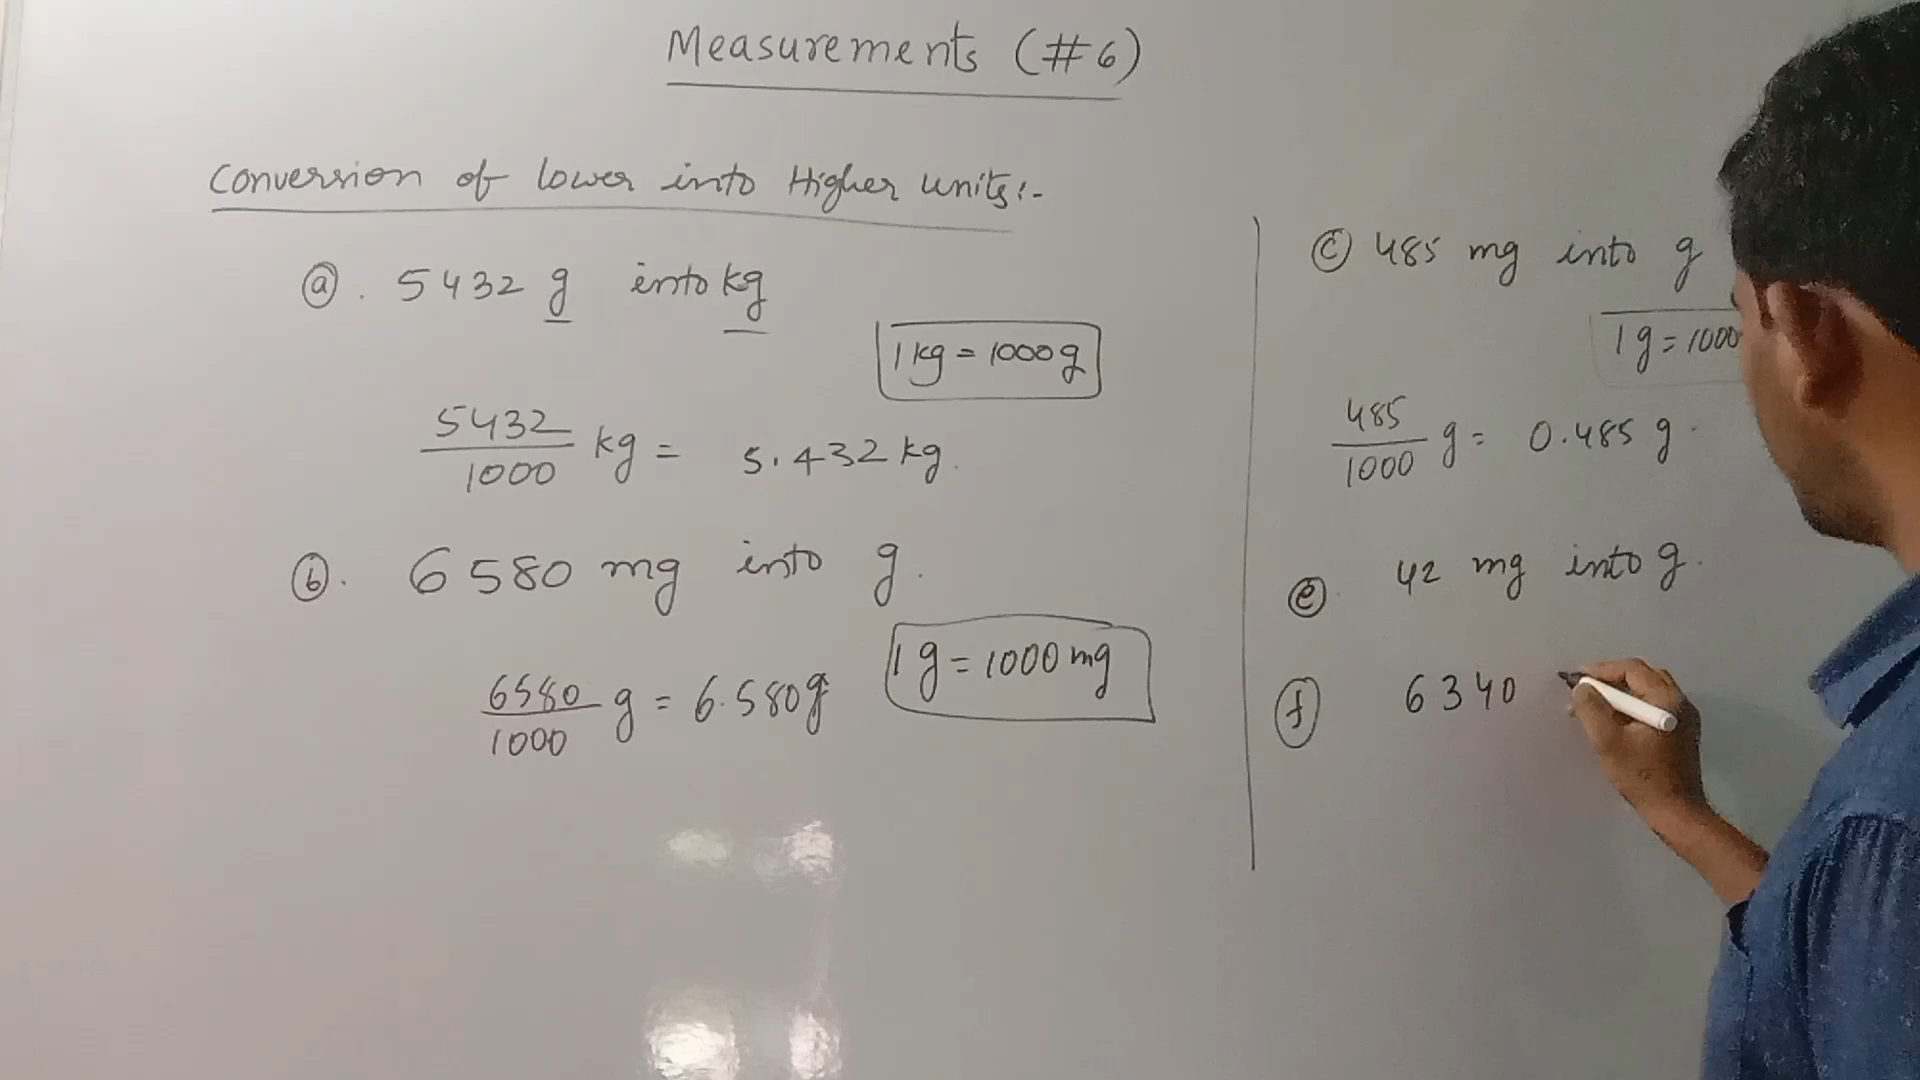 Measurements (#6)
Conversion of lower into Higher units:-
(a). 5432 g into kg
1 kg = 1000 g
5432
1000
kg = 5.432 kg.
(b). 6580 mg into g.
1 g = 1000 mg
6580
1000
g = 6.580g
(c) 485 mg into g
1 g = 1000
485
1000
g = 0.485 g.
(e) 42 mg into g.
(f) 6340